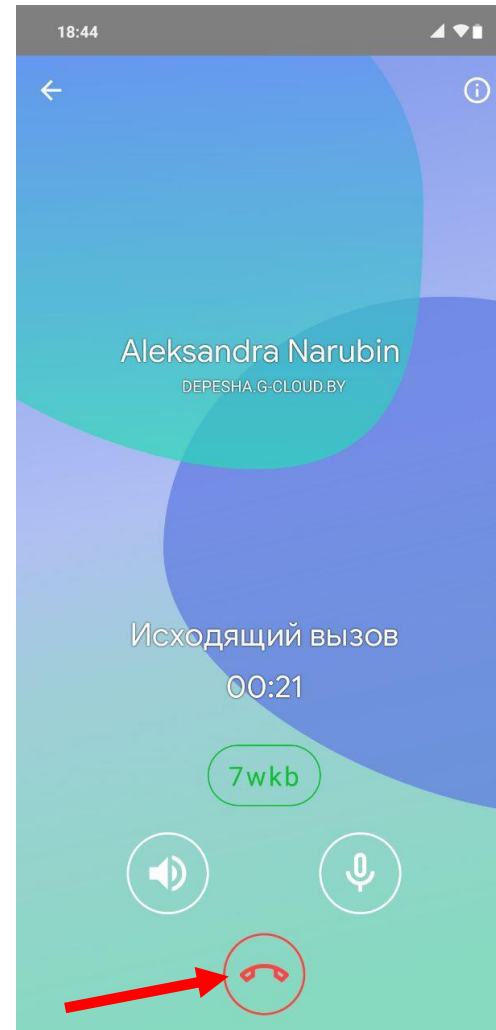 18:44
Aleksandra Narubin
DEPESHA.G-CLOUD.BY
Исходящий вызов
00:21
7wkb